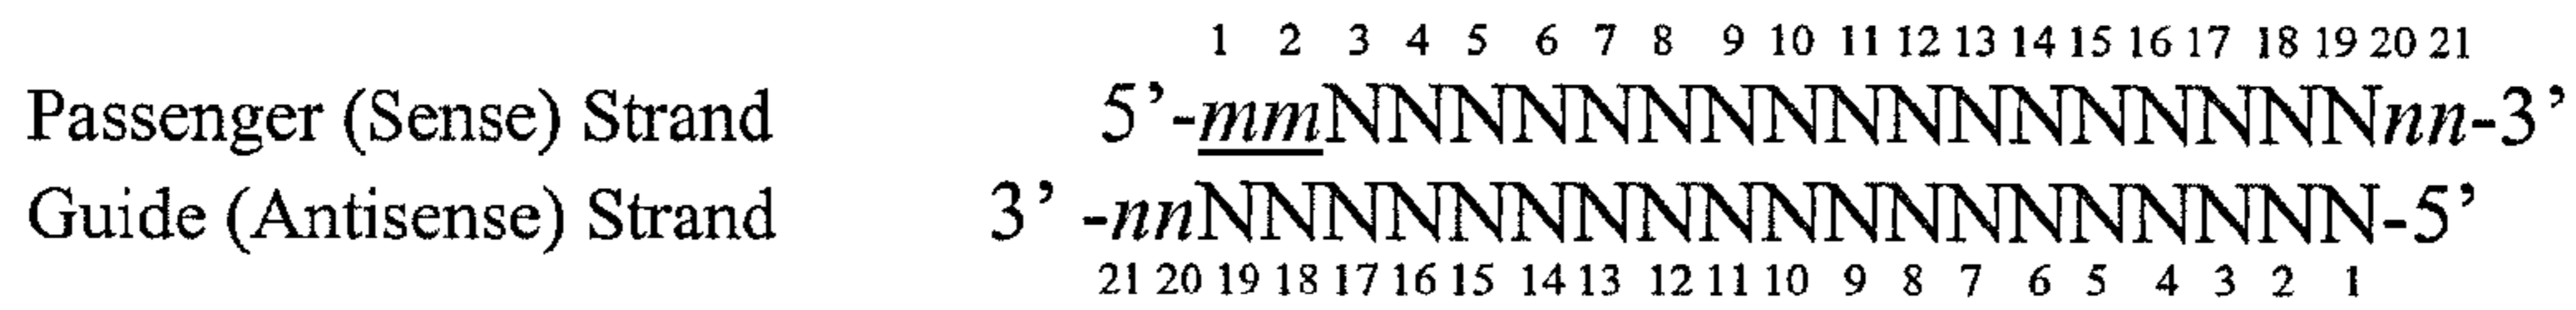 1 2 3 4 5 6 7 8 9 10 11 12 13 14 15 16 17 18 19 20 21
Passenger (Sense) Strand 5’-mmNNNNNNNNNNNNNNNNNnn-3’
Guide (Antisense) Strand 3’ -nnNNNNNNNNNNNNNNNNNNN-5’
21 20 19 18 17 16 15 14 13 12 11 10 9 8 7 6 5 4 3 2 1